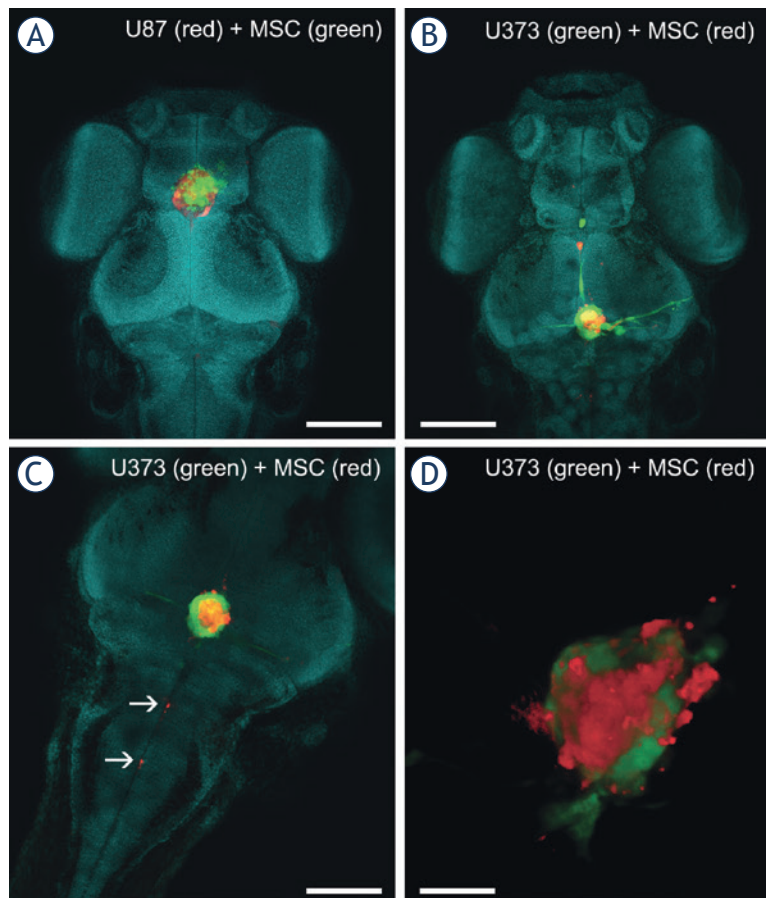 A
U87 (red) + MSC (green)
B
U373 (green) + MSC (red)
C
U373 (green) + MSC (red)
D
U373 (green) + MSC (red)